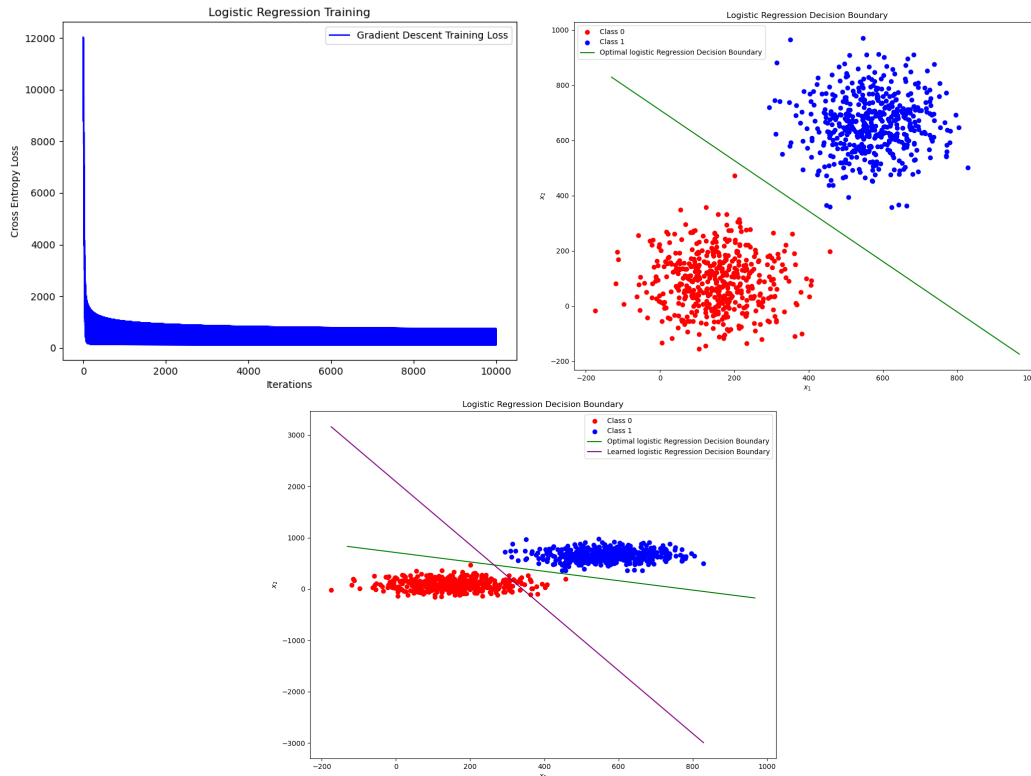 Logistic Regression Training
Gradient Descent Training Loss
12000
10000
8000
6000
4000
2000
0
Cross Entropy Loss
0 2000 4000 6000 8000 10000
Iterations
Logistic Regression Decision Boundary
Class 0
Class 1
Optimal logistic Regression Decision Boundary
1000
800
600
400
200
0
−200
x₂
−200 0 200 400 600 800
x₁
Logistic Regression Decision Boundary
Class 0
Class 1
Optimal logistic Regression Decision Boundary
Learned logistic Regression Decision Boundary
3000
2000
1000
0
−1000
−2000
−3000
x₂
−200 0 200 400 600 800 1000